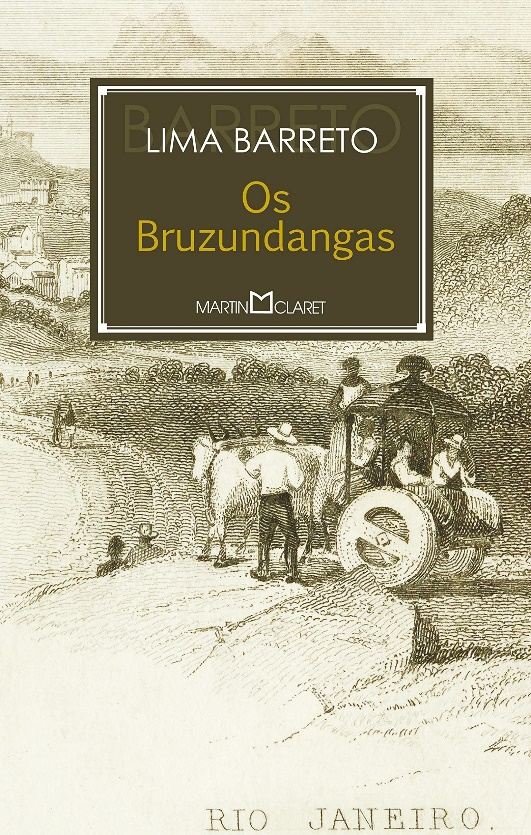 BARRETO
LIMA BARRETO
Os
Bruzundangas
MARTIN CLARET
RIO JANEIRO.